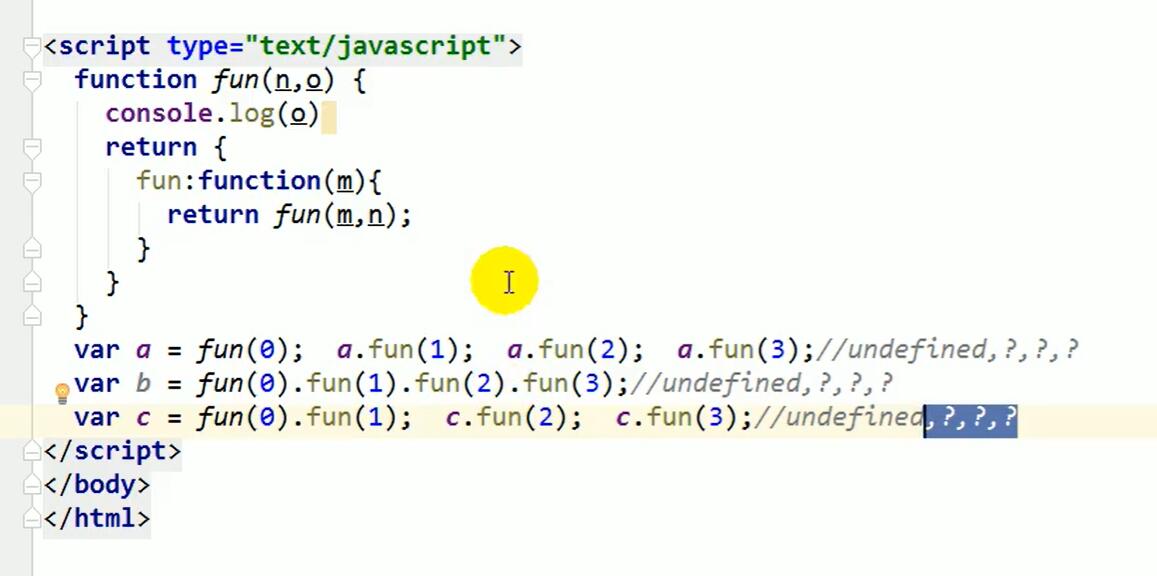 <script type="text/javascript">
function fun(n,o) {
console.log(o)
return {
fun:function(m){
return fun(m,n);
}
}
}
var a = fun(0);  a.fun(1);  a.fun(2);  a.fun(3);//undefined,?,?,?
var b = fun(0).fun(1).fun(2).fun(3);//undefined,?,?,?
var c = fun(0).fun(1);  c.fun(2);  c.fun(3);//undefined,?,?,?
</script>
</body>
</html>